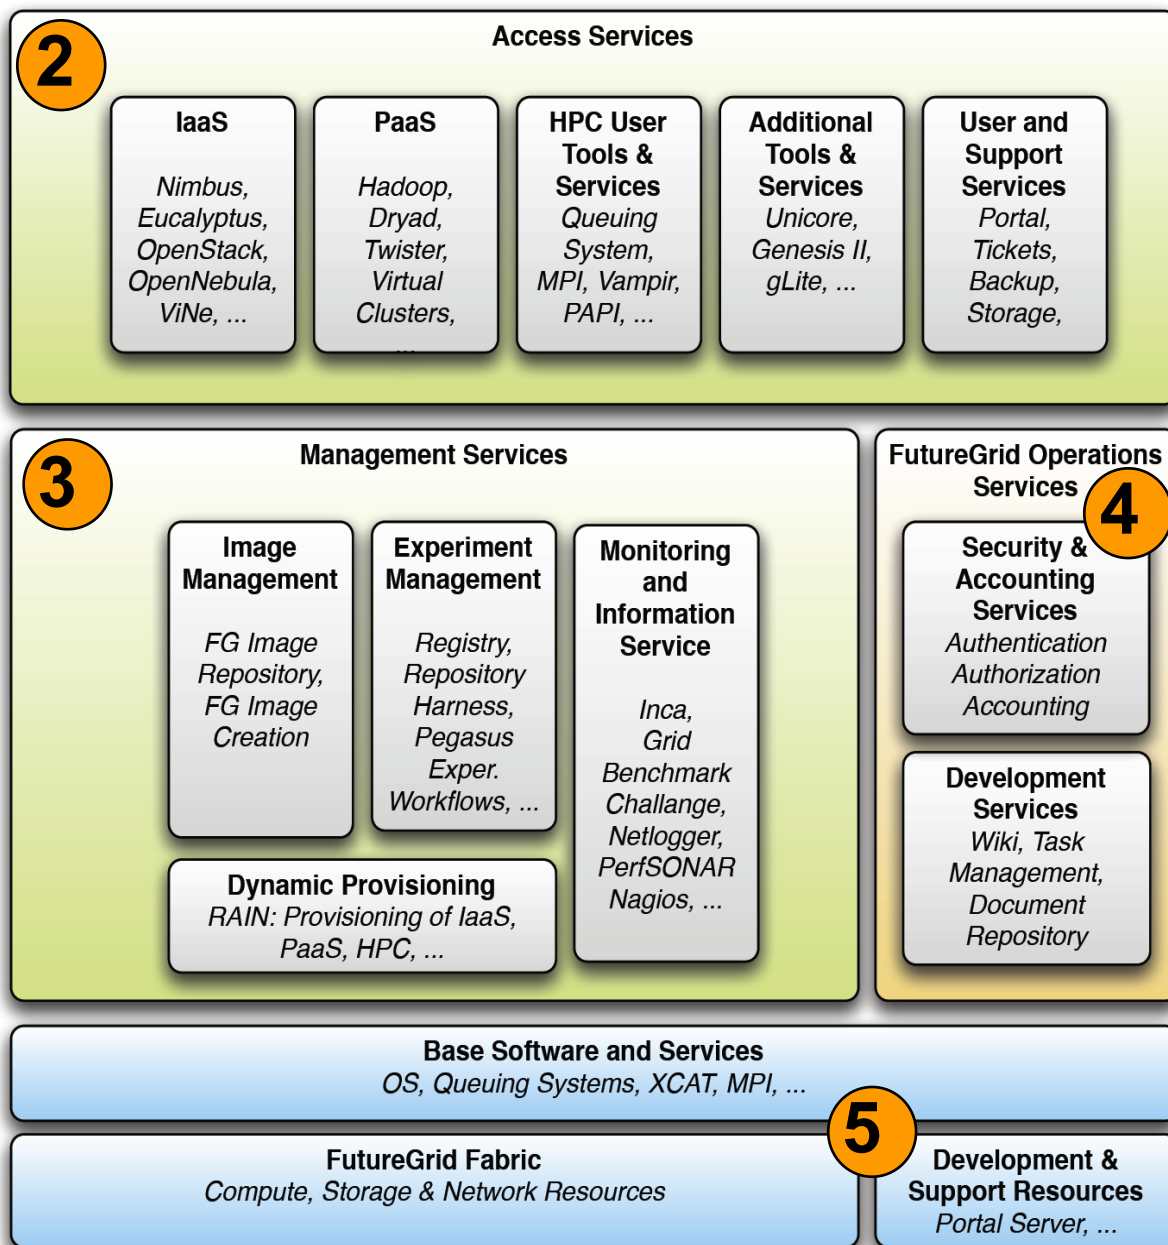 2
Access Services
IaaS
Nimbus,
Eucalyptus,
OpenStack,
OpenNebula,
ViNe, ...
PaaS
Hadoop,
Dryad,
Twister,
Virtual
Clusters,
...
HPC User
Tools &
Services
Queuing
System,
MPI, Vampir,
PAPI, ...
Additional
Tools &
Services
Unicore,
Genesis II,
gLite, ...
User and
Support
Services
Portal,
Tickets,
Backup,
Storage,
3
Management Services
Image
Management
FG Image
Repository,
FG Image
Creation
Experiment
Management
Registry,
Repository
Harness,
Pegasus
Exper.
Workflows, ...
Monitoring
and
Information
Service
Inca,
Grid
Benchmark
Challange,
Netlogger,
PerfSONAR
Nagios, ...
Dynamic Provisioning
RAIN: Provisioning of IaaS,
PaaS, HPC, ...
FutureGrid Operations
Services
4
Security &
Accounting
Services
Authentication
Authorization
Accounting
Development
Services
Wiki, Task
Management,
Document
Repository
Base Software and Services
OS, Queuing Systems, XCAT, MPI, ...
5
FutureGrid Fabric
Compute, Storage & Network Resources
Development &
Support Resources
Portal Server, ...